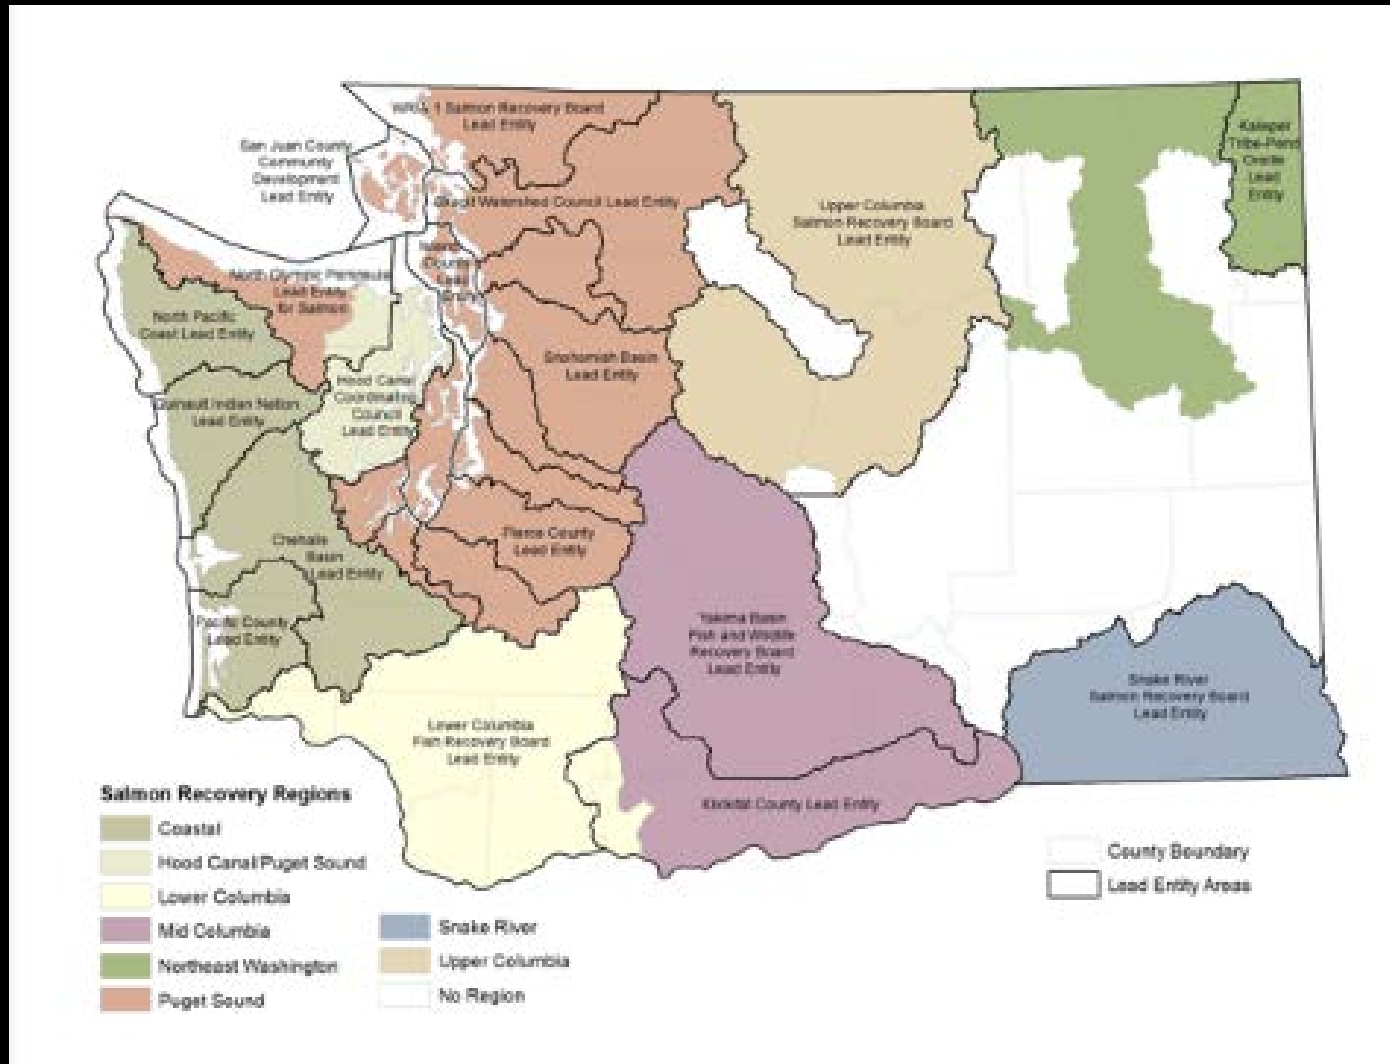 WRIA 1 Salmon Recovery Board
Lead Entity
San Juan County
Community
Development
Lead Entity
Kalispel
Tribe-Pend
Oreille
Lead
Entity
Skagit Watershed Council Lead Entity
Upper Columbia
Salmon Recovery Board
Lead Entity
Island
County
Lead
Entity
North Olympic Peninsula
Lead Entity
for Salmon
North Pacific
Coast Lead Entity
Snohomish Basin
Lead Entity
Hood Canal
Coordinating
Council
Lead Entity
Quinault Indian Nation
Lead Entity
Chehalis
Basin
Lead Entity
Pierce County
Lead Entity
Pacific County
Lead Entity
Yakima Basin
Fish and Wildlife
Recovery Board
Lead Entity
Snake River
Salmon Recovery Board
Lead Entity
Lower Columbia
Fish Recovery Board
Lead Entity
Klickitat County Lead Entity
Salmon Recovery Regions
Coastal
Hood Canal/Puget Sound
Lower Columbia
Mid Columbia
Northeast Washington
Puget Sound
Snake River
Upper Columbia
No Region
County Boundary
Lead Entity Areas